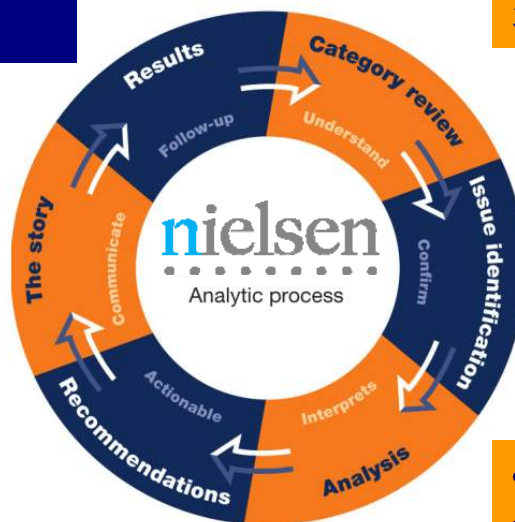 Results
Follow-up
Category review
Understand
Issue identification
Confirm
Analysis
Interprets
Recommendations
Actionable
The story
Communicate
nielsen
Analytic process